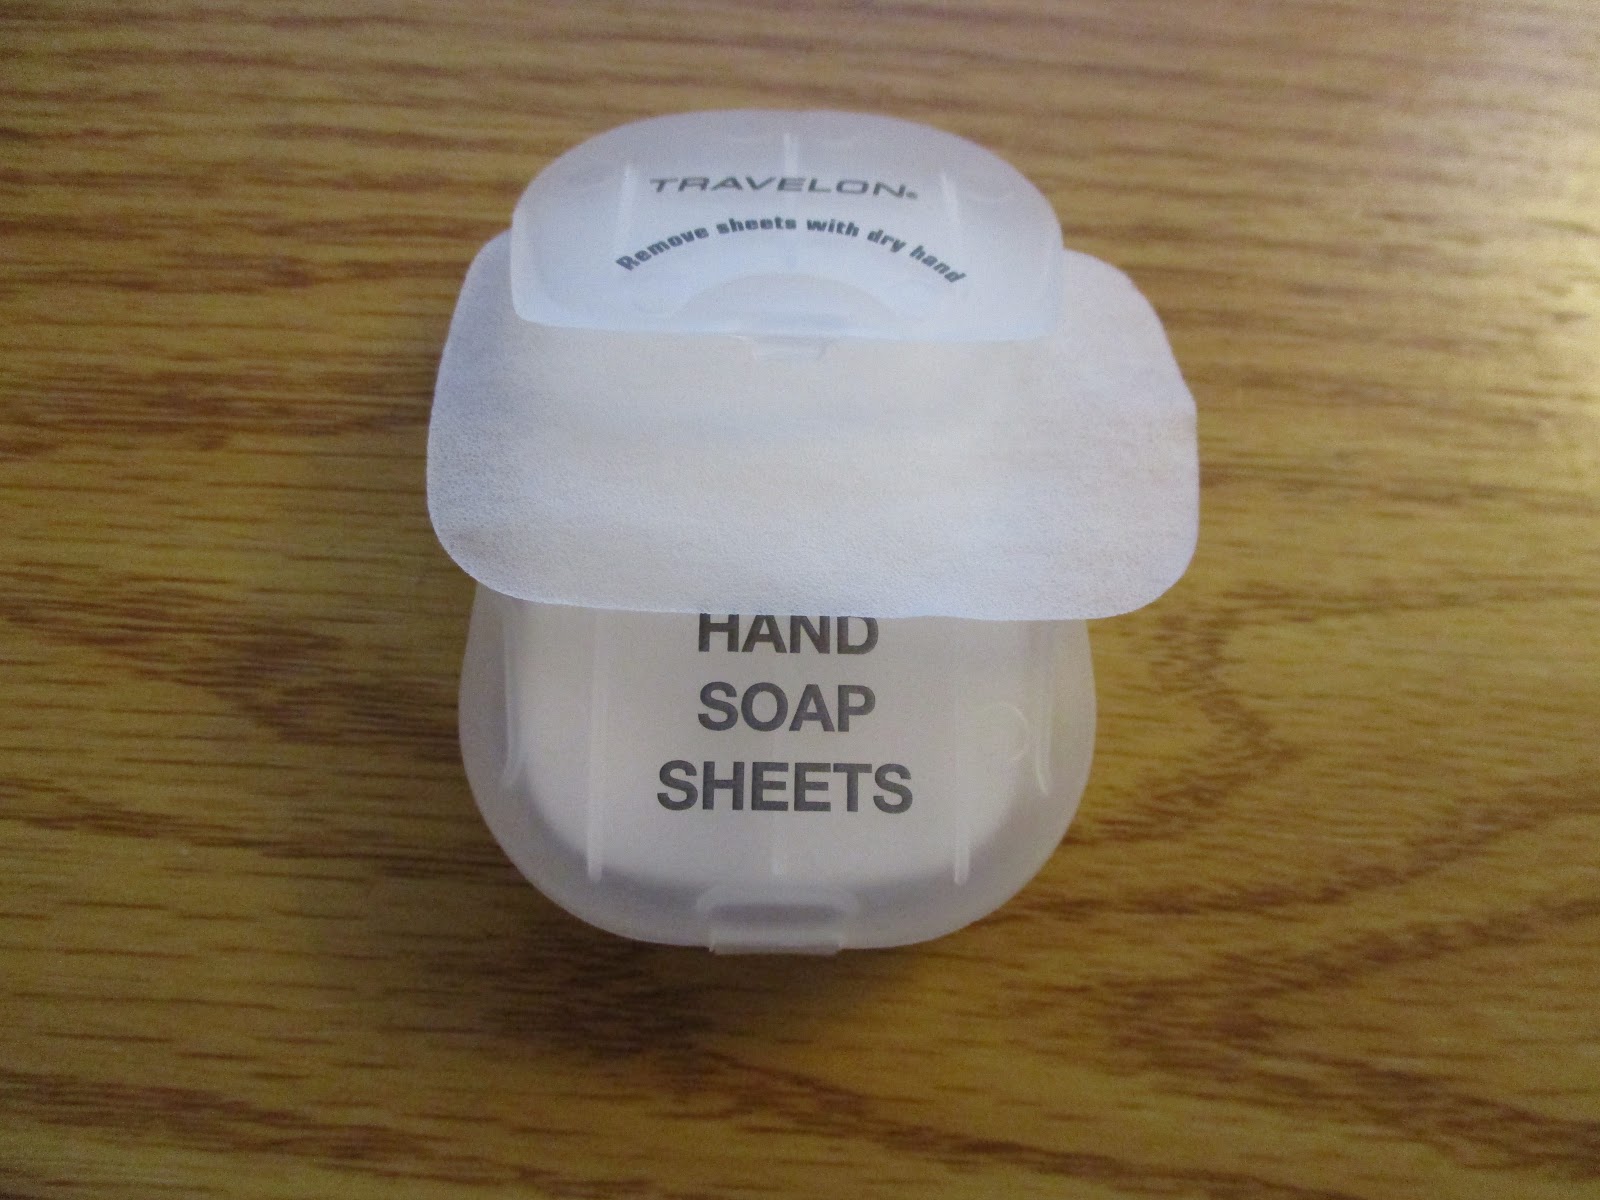 TRAVELON®
Remove sheets with dry hand
HAND
SOAP
SHEETS